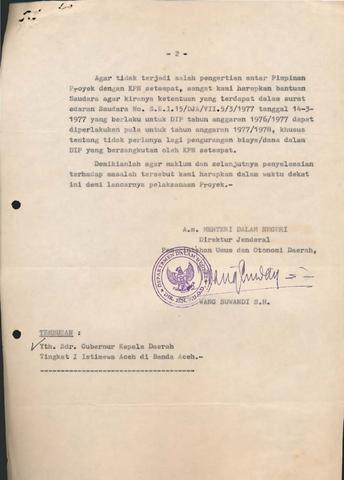 - 2 -
Agar tidak terjadi salah pengertian antar Pimpinan
Proyek dengan KPN setempat, sangat kami harapkan bantuan
Saudara agar kiranya ketentuan yang terdapat dalam surat
edaran Saudara No. S.E.1.15/DJA/VII.5/3/1977 tanggal 14-3-
1977 yang berlaku untuk DIP tahun anggaran 1976/1977 dapat
diperlakukan pula untuk tahun anggaran 1977/1978, khusus
tentang tidak perlunya lagi pengurangan biaya/dana dalam
DIP yang bersangkutan oleh KPN setempat.
Demikianlah agar maklum dan selanjutnya penyelesaian
terhadap masalah tersebut kami harapkan dalam waktu dekat
ini demi lancarnya pelaksanaan Proyek.-
A.n. MENTERI DALAM NEGERI
Direktur Jenderal
Pemerintahan Umum dan Otonomi Daerah,
DEPARTEMEN DALAM NEGERI
WANG SUWANDI S.H.
TEMBUSAN :
Yth. Sdr. Gubernur Kepala Daerah
Tingkat I Istimewa Aceh di Banda Aceh.-